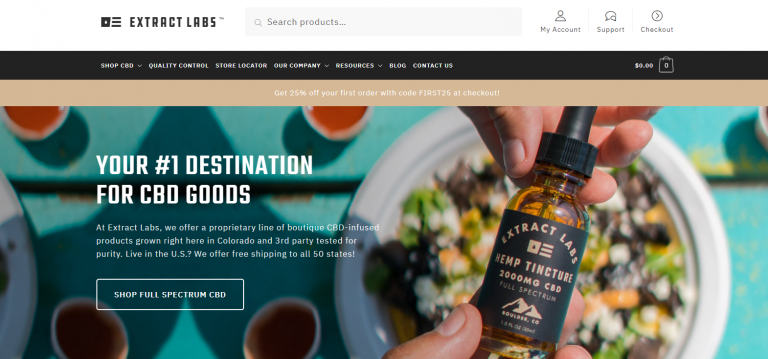 EXTRACT LABS™
Search products...
My Account
Support
Checkout
SHOP CBD
QUALITY CONTROL
STORE LOCATOR
OUR COMPANY
RESOURCES
BLOG
CONTACT US
$0.00
0
Get 25% off your first order with code FIRST25 at checkout!
YOUR #1 DESTINATION
FOR CBD GOODS
At Extract Labs, we offer a proprietary line of boutique CBD-infused
products grown right here in Colorado and 3rd party tested for
purity. Live in the U.S.? We offer free shipping to all 50 states!
SHOP FULL SPECTRUM CBD
EXTRACT LABS
HEMP TINCTURE
2000MG CBD
FULL SPECTRUM
BOULDER, CO